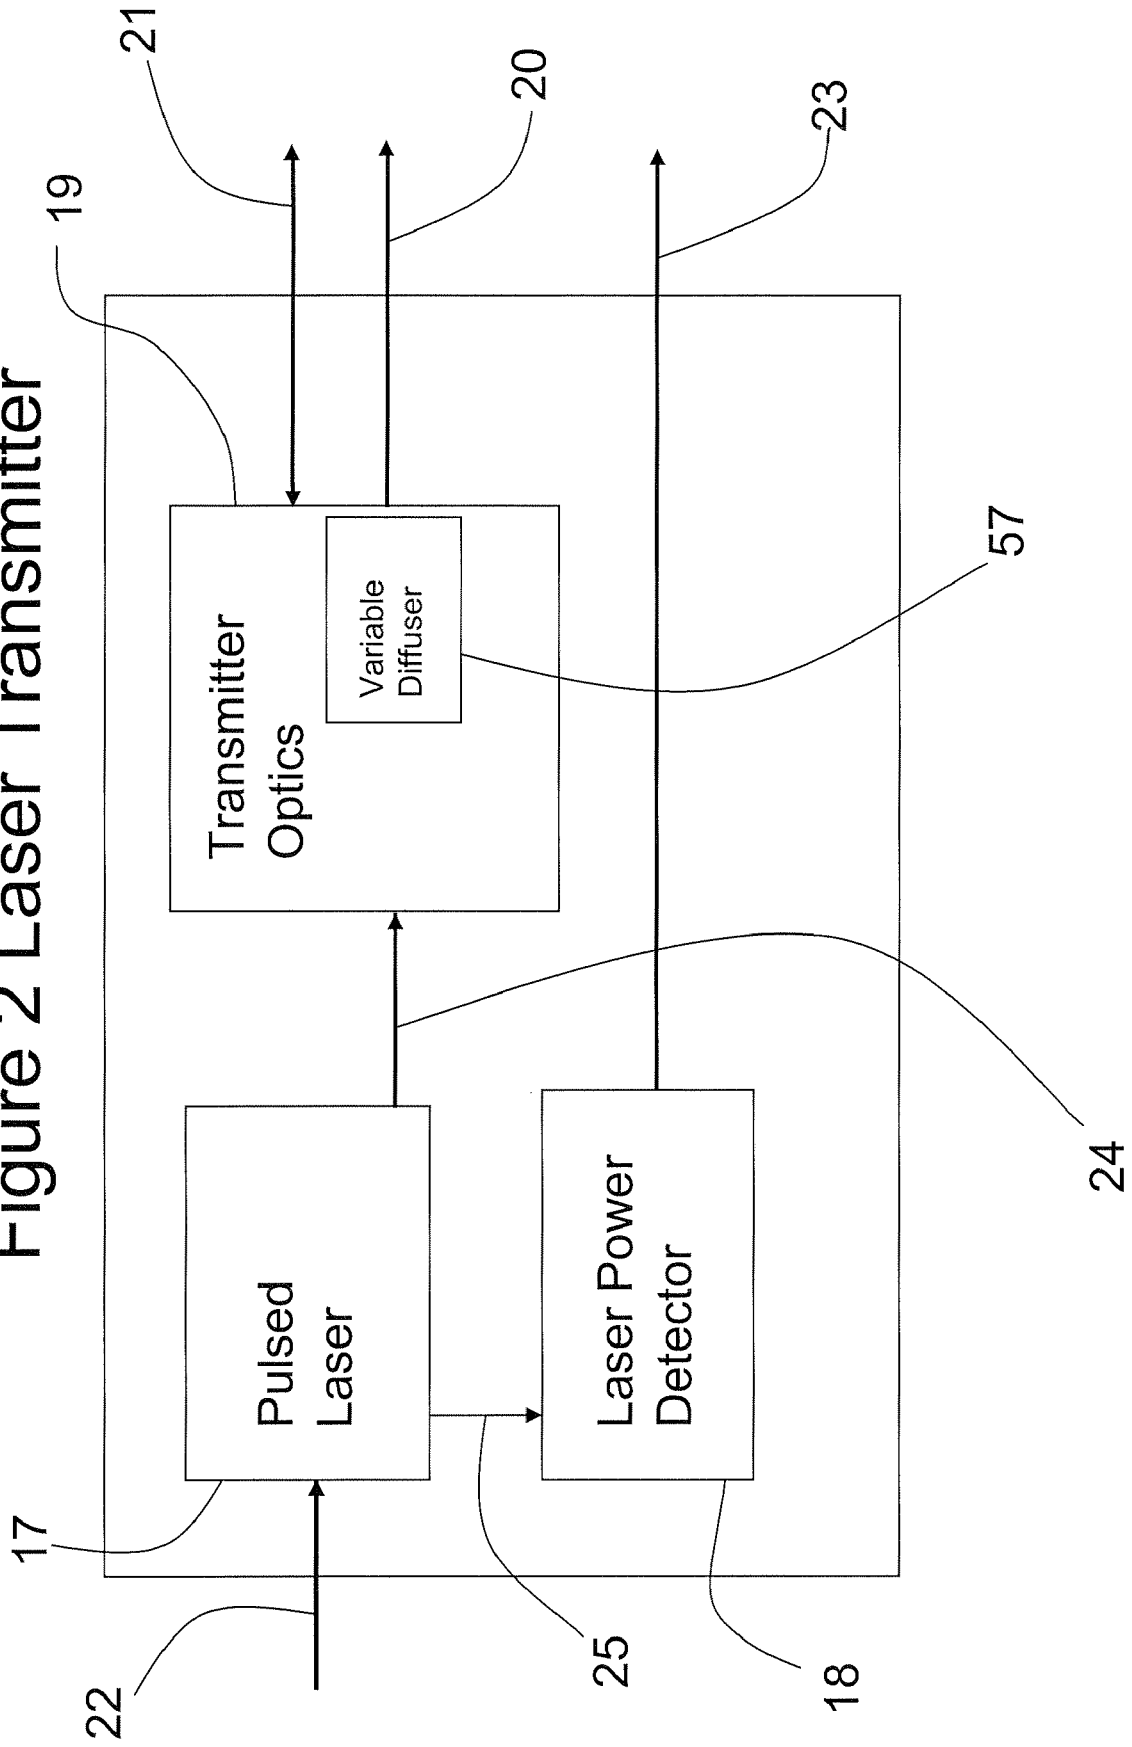 Figure 2 Laser Transmitter
22
17
19
21
20
Pulsed
Laser
Transmitter
Optics
Variable
Diffuser
23
25
Laser Power
Detector
18
24
57